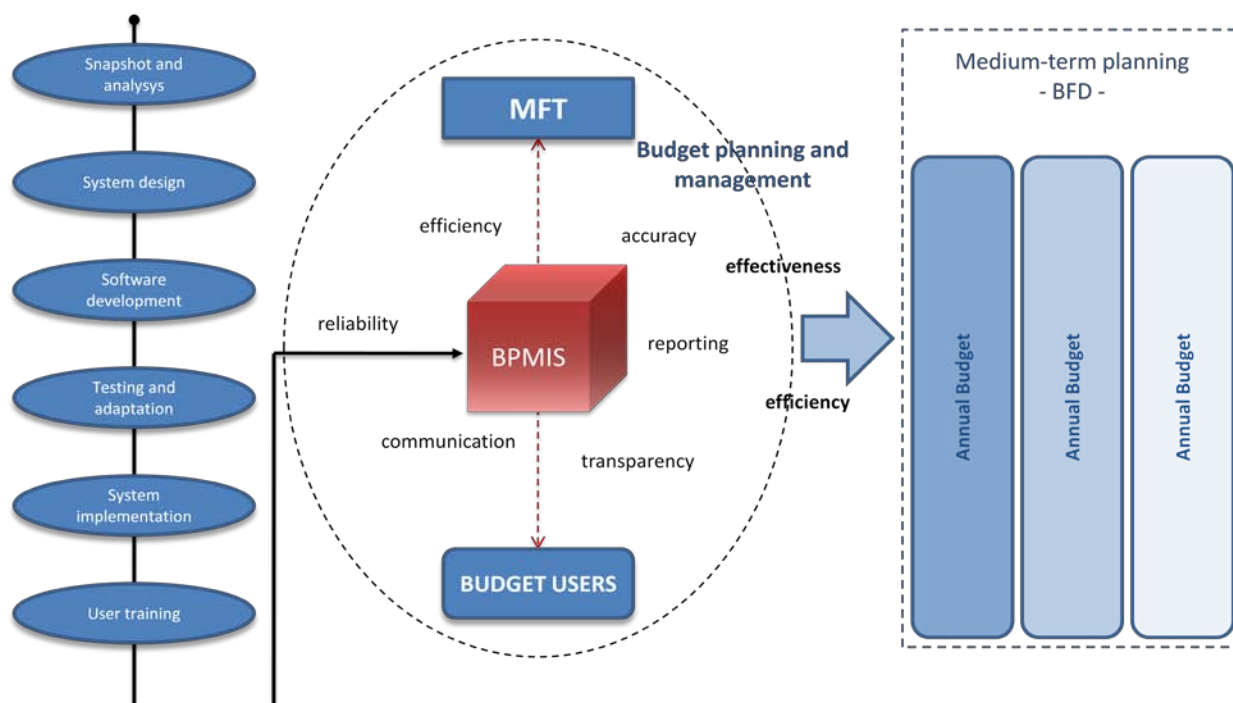 Snapshot and
analysys
System design
Software
development
Testing and
adaptation
System
implementation
User training
MFT
Budget planning and
management
efficiency
accuracy
effectiveness
reliability
BPMIS
reporting
efficiency
communication
transparency
BUDGET USERS
Medium-term planning
- BFD -
Annual Budget
Annual Budget
Annual Budget